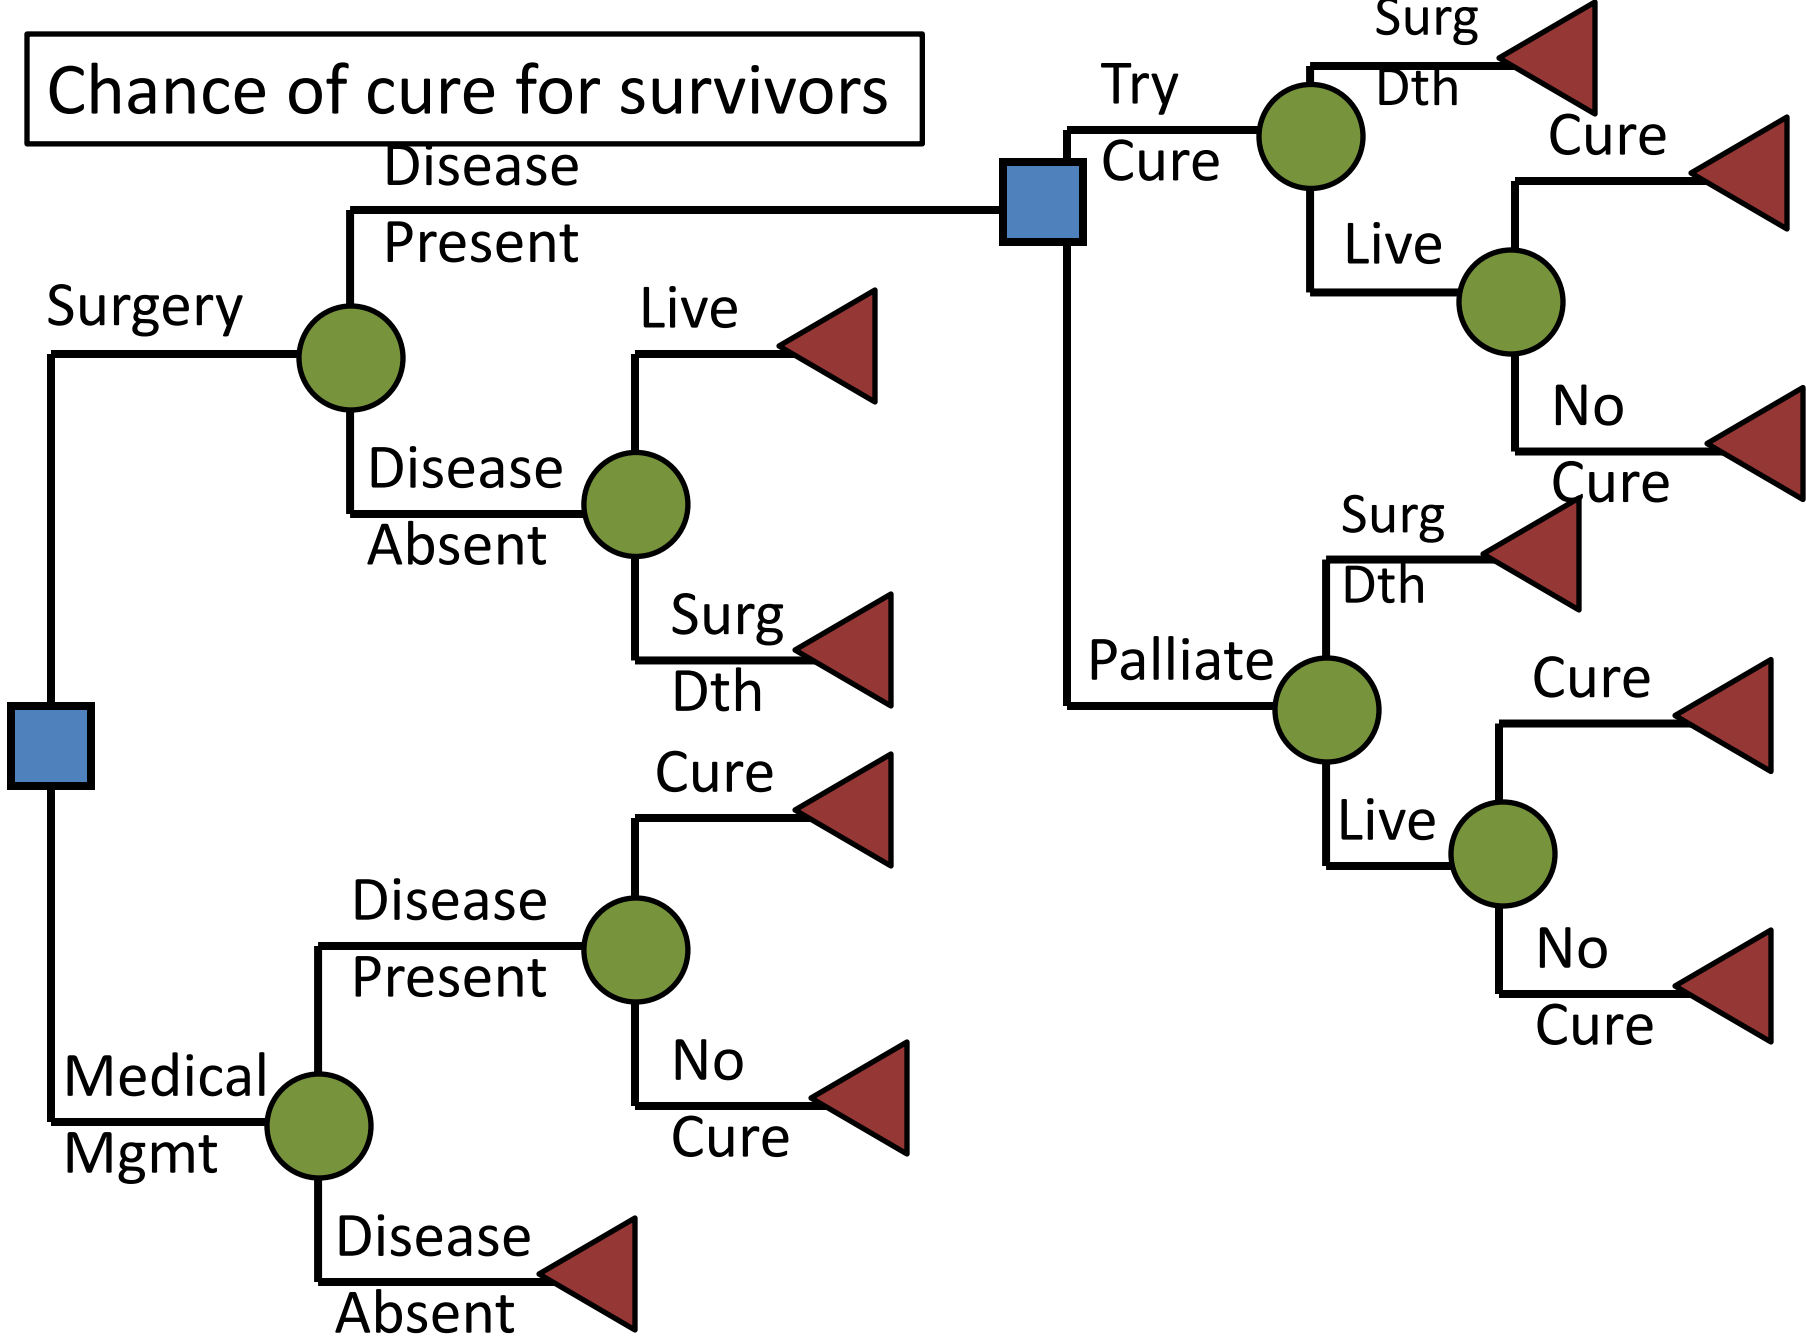 Chance of cure for survivors
Disease
Present
Surgery
Live
Disease
Absent
Surg
Dth
Cure
Disease
Present
No
Cure
Medical
Mgmt
Disease
Absent
Try
Cure
Surg
Dth
Cure
Live
No
Cure
Surg
Dth
Palliate
Cure
Live
No
Cure